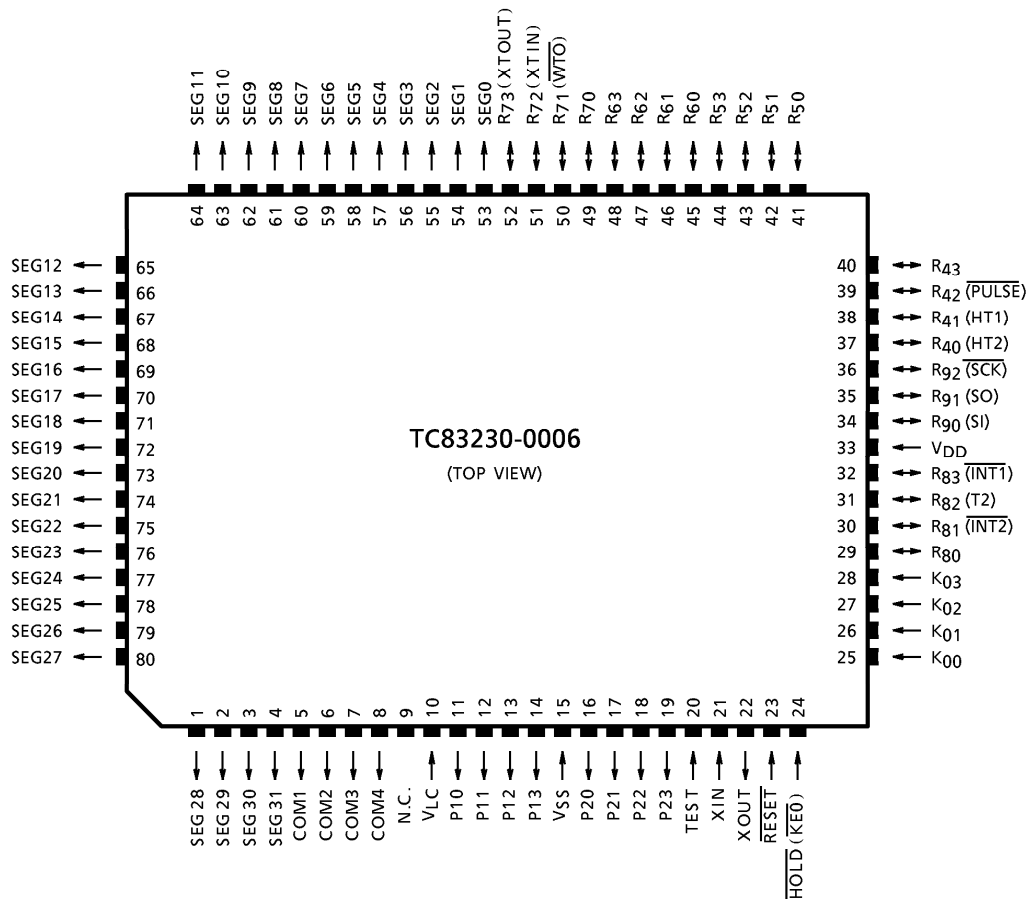 SEG11 SEG10 SEG9 SEG8 SEG7 SEG6 SEG5 SEG4 SEG3 SEG2 SEG1 SEG0 R73(XTOUT) R72(XTIN) R71(WTO) R70 R63 R62 R61 R60 R53 R52 R51 R50
64 63 62 61 60 59 58 57 56 55 54 53 52 51 50 49 48 47 46 45 44 43 42 41
SEG12 65 40 R43
SEG13 66 39 R42 (PULSE)
SEG14 67 38 R41 (HT1)
SEG15 68 37 R40 (HT2)
SEG16 69 36 R92 (SCK)
SEG17 70 35 R91 (SO)
SEG18 71 34 R90 (SI)
TC83230-0006
SEG19 72 33 VDD
(TOP VIEW)
SEG20 73 32 R83 (INT1)
SEG21 74 31 R82 (T2)
SEG22 75 30 R81 (INT2)
SEG23 76 29 R80
SEG24 77 28 K03
SEG25 78 27 K02
SEG26 79 26 K01
SEG27 80 25 K00
1 2 3 4 5 6 7 8 9 10 11 12 13 14 15 16 17 18 19 20 21 22 23 24
SEG28 SEG29 SEG30 SEG31 COM1 COM2 COM3 COM4 N.C. VLC P10 P11 P12 P13 VSS P20 P21 P22 P23 TEST XIN XOUT RESET HOLD(KE0)